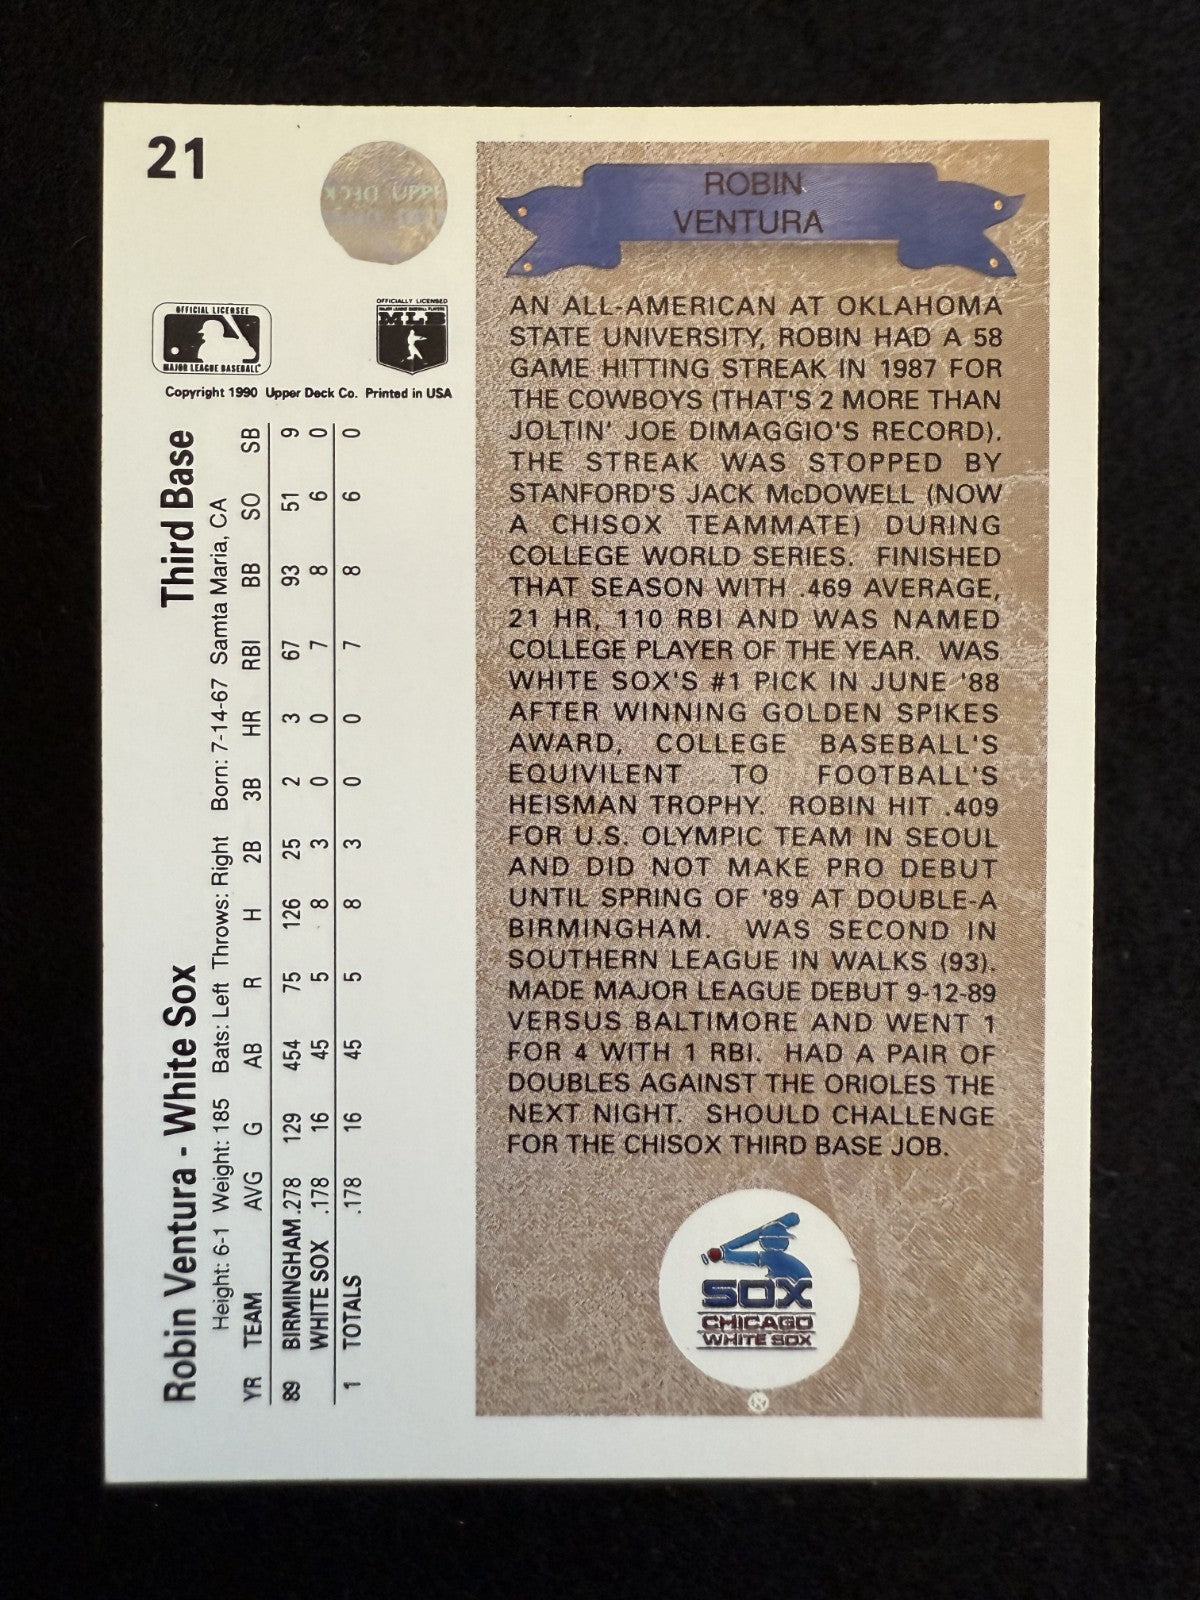 21
UPPER DECK
OFFICIAL LICENSEE
MAJOR LEAGUE BASEBALL
OFFICIALLY LICENSED
MAJOR LEAGUE BASEBALL PLAYERS
MLB
Copyright 1990 Upper Deck Co. Printed in USA
Robin Ventura - White Sox Third Base
Height: 6-1 Weight: 185 Bats: Left Throws: Right Born: 7-14-67 Samta Maria, CA
YR TEAM AVG G AB R H 2B 3B HR RBI BB SO SB
89 BIRMINGHAM .278 129 454 75 126 25 2 3 67 93 51 9
WHITE SOX .178 16 45 5 8 3 0 0 7 8 6 0
1 TOTALS .178 16 45 5 8 3 0 0 7 8 6 0
ROBIN
VENTURA
AN ALL-AMERICAN AT OKLAHOMA
STATE UNIVERSITY, ROBIN HAD A 58
GAME HITTING STREAK IN 1987 FOR
THE COWBOYS (THAT'S 2 MORE THAN
JOLTIN' JOE DIMAGGIO'S RECORD).
THE STREAK WAS STOPPED BY
STANFORD'S JACK McDOWELL (NOW
A CHISOX TEAMMATE) DURING
COLLEGE WORLD SERIES. FINISHED
THAT SEASON WITH .469 AVERAGE,
21 HR, 110 RBI AND WAS NAMED
COLLEGE PLAYER OF THE YEAR. WAS
WHITE SOX'S #1 PICK IN JUNE '88
AFTER WINNING GOLDEN SPIKES
AWARD, COLLEGE BASEBALL'S
EQUIVILENT TO FOOTBALL'S
HEISMAN TROPHY. ROBIN HIT .409
FOR U.S. OLYMPIC TEAM IN SEOUL
AND DID NOT MAKE PRO DEBUT
UNTIL SPRING OF '89 AT DOUBLE-A
BIRMINGHAM. WAS SECOND IN
SOUTHERN LEAGUE IN WALKS (93).
MADE MAJOR LEAGUE DEBUT 9-12-89
VERSUS BALTIMORE AND WENT 1
FOR 4 WITH 1 RBI. HAD A PAIR OF
DOUBLES AGAINST THE ORIOLES THE
NEXT NIGHT. SHOULD CHALLENGE
FOR THE CHISOX THIRD BASE JOB.
SOX
CHICAGO
WHITE SOX